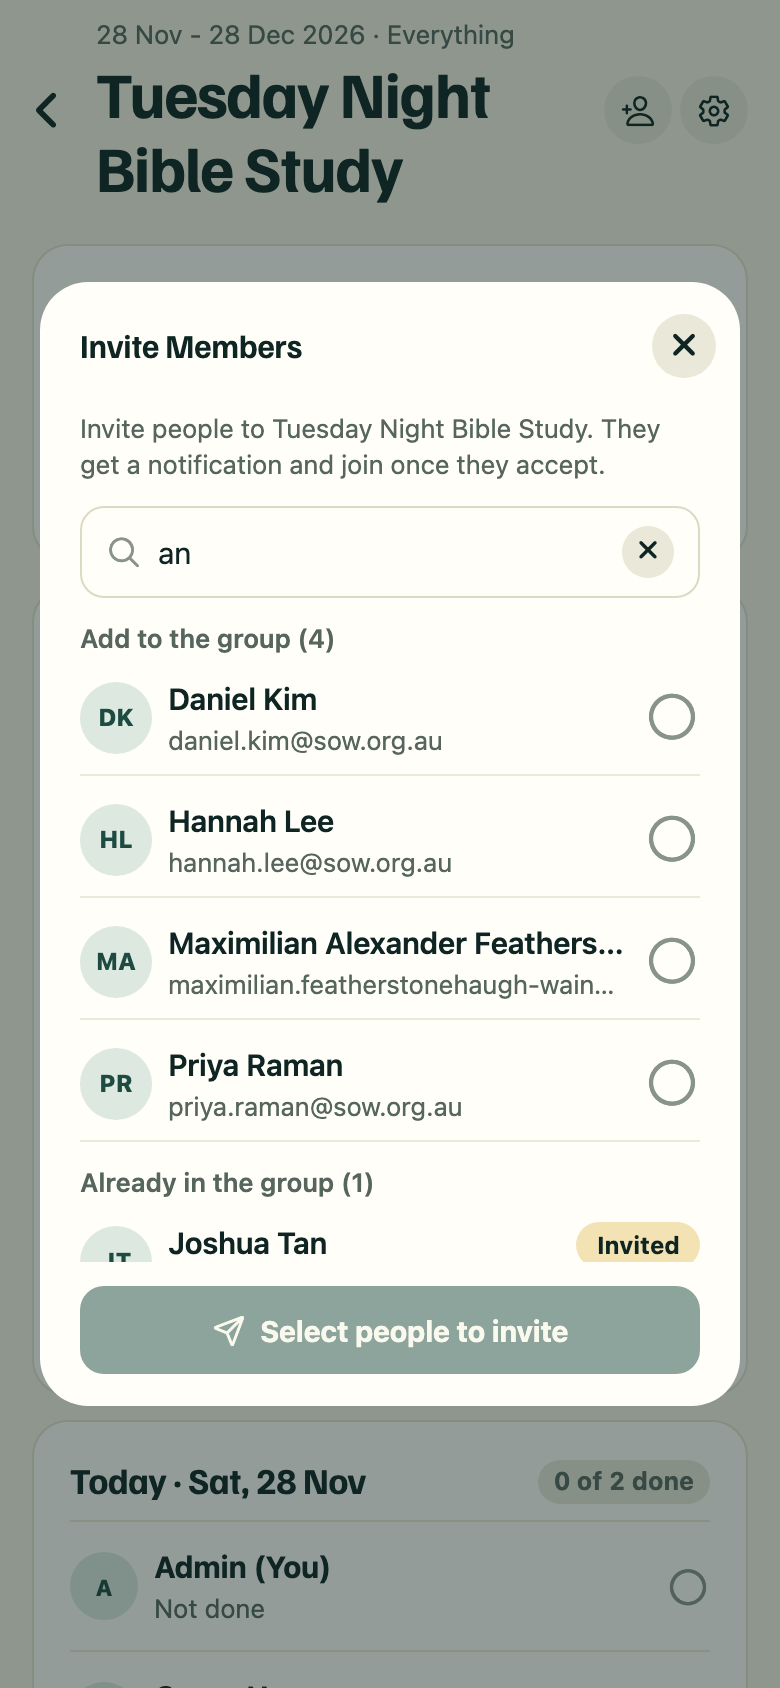 28 Nov - 28 Dec 2026 · Everything
Tuesday Night
Bible Study
Invite Members
Invite people to Tuesday Night Bible Study. They
get a notification and join once they accept.
an
Add to the group (4)
DK
Daniel Kim
daniel.kim@sow.org.au
HL
Hannah Lee
hannah.lee@sow.org.au
MA
Maximilian Alexander Feathers...
maximilian.featherstonehaugh-wain...
PR
Priya Raman
priya.raman@sow.org.au
Already in the group (1)
JT
Joshua Tan
Invited
Select people to invite
Today · Sat, 28 Nov
0 of 2 done
A
Admin (You)
Not done